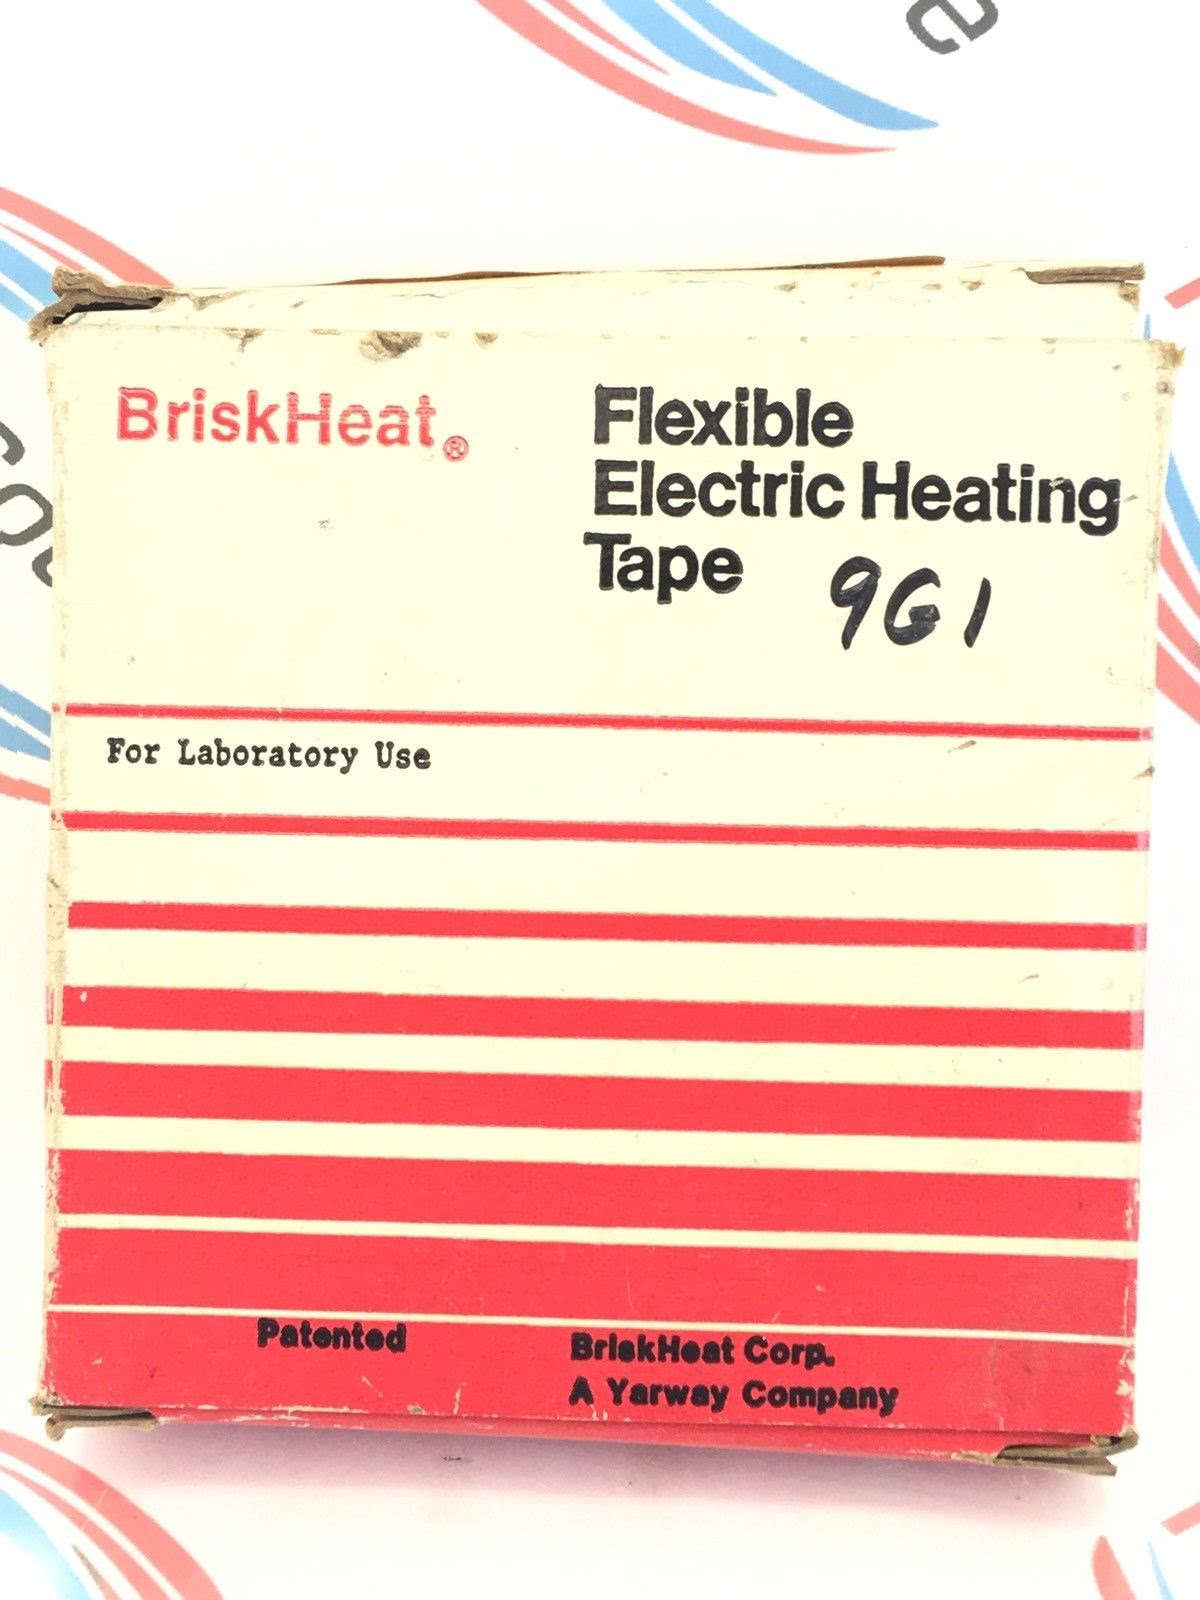 BriskHeat®
Flexible
Electric Heating
Tape
9G1
For Laboratory Use
Patented
BriskHeat Corp.
A Yarway Company